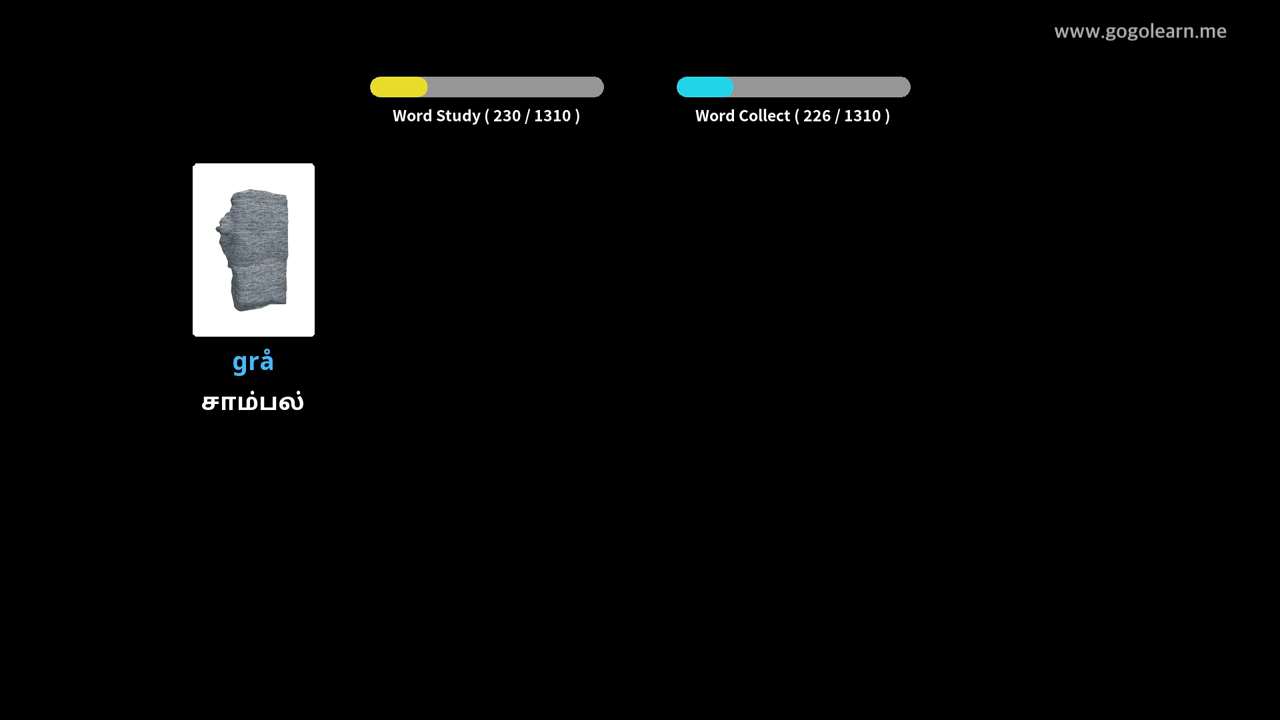 www.gogolearn.me
Word Study ( 230 / 1310 )
Word Collect ( 226 / 1310 )
grå
சாம்பல்